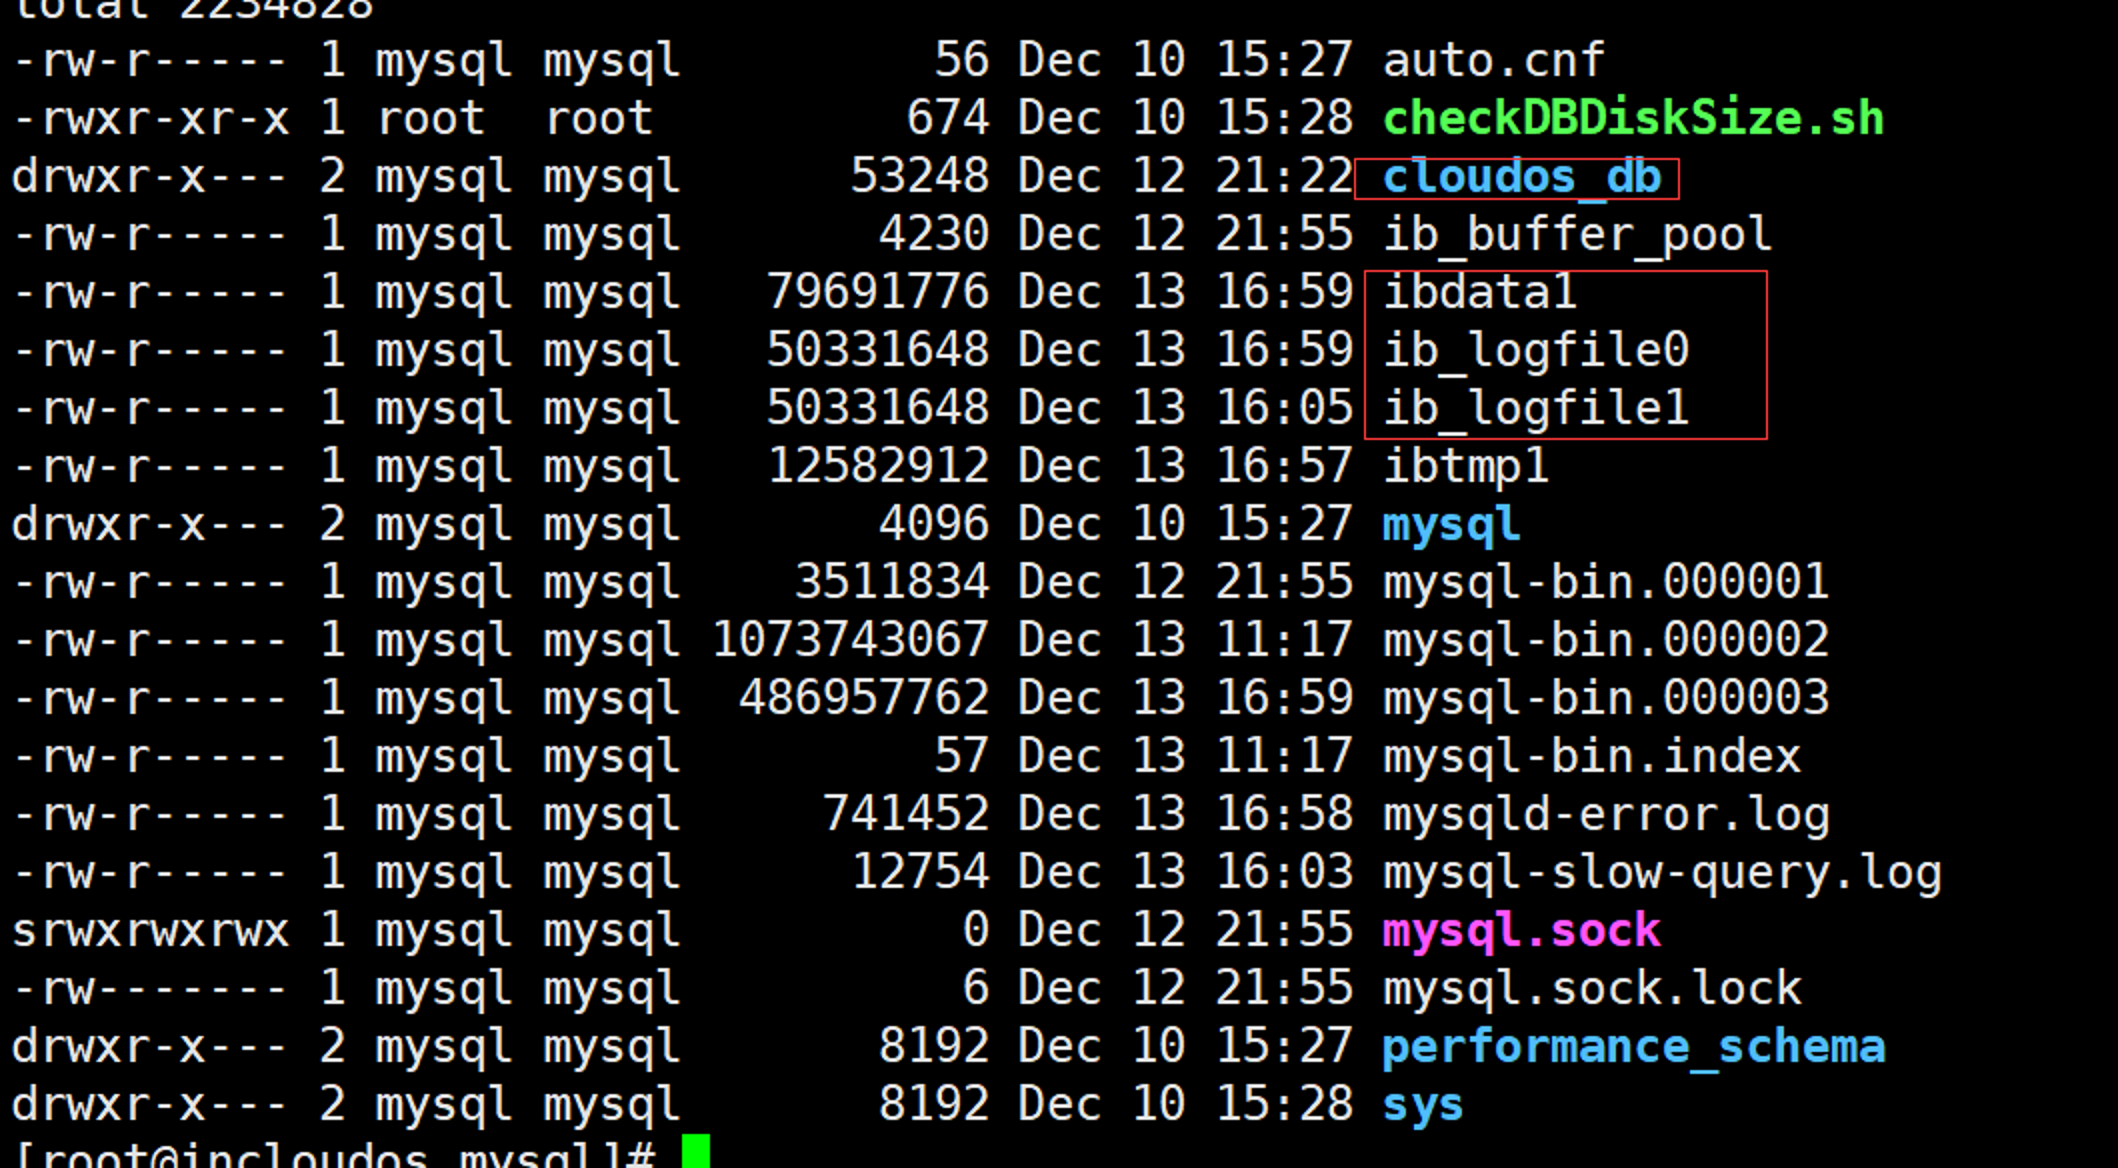 total 2234828
-rw-r----- 1 mysql mysql 56 Dec 10 15:27 auto.cnf
-rwxr-xr-x 1 root root 674 Dec 10 15:28 checkDBDiskSize.sh
drwxr-x--- 2 mysql mysql 53248 Dec 12 21:22 cloudos_db
-rw-r----- 1 mysql mysql 4230 Dec 12 21:55 ib_buffer_pool
-rw-r----- 1 mysql mysql 79691776 Dec 13 16:59 ibdata1
-rw-r----- 1 mysql mysql 50331648 Dec 13 16:59 ib_logfile0
-rw-r----- 1 mysql mysql 50331648 Dec 13 16:05 ib_logfile1
-rw-r----- 1 mysql mysql 12582912 Dec 13 16:57 ibtmp1
drwxr-x--- 2 mysql mysql 4096 Dec 10 15:27 mysql
-rw-r----- 1 mysql mysql 3511834 Dec 12 21:55 mysql-bin.000001
-rw-r----- 1 mysql mysql 1073743067 Dec 13 11:17 mysql-bin.000002
-rw-r----- 1 mysql mysql 486957762 Dec 13 16:59 mysql-bin.000003
-rw-r----- 1 mysql mysql 57 Dec 13 11:17 mysql-bin.index
-rw-r----- 1 mysql mysql 741452 Dec 13 16:58 mysqld-error.log
-rw-r----- 1 mysql mysql 12754 Dec 13 16:03 mysql-slow-query.log
srwxrwxrwx 1 mysql mysql 0 Dec 12 21:55 mysql.sock
-rw------- 1 mysql mysql 6 Dec 12 21:55 mysql.sock.lock
drwxr-x--- 2 mysql mysql 8192 Dec 10 15:27 performance_schema
drwxr-x--- 2 mysql mysql 8192 Dec 10 15:28 sys
[root@incloudos mysql]#